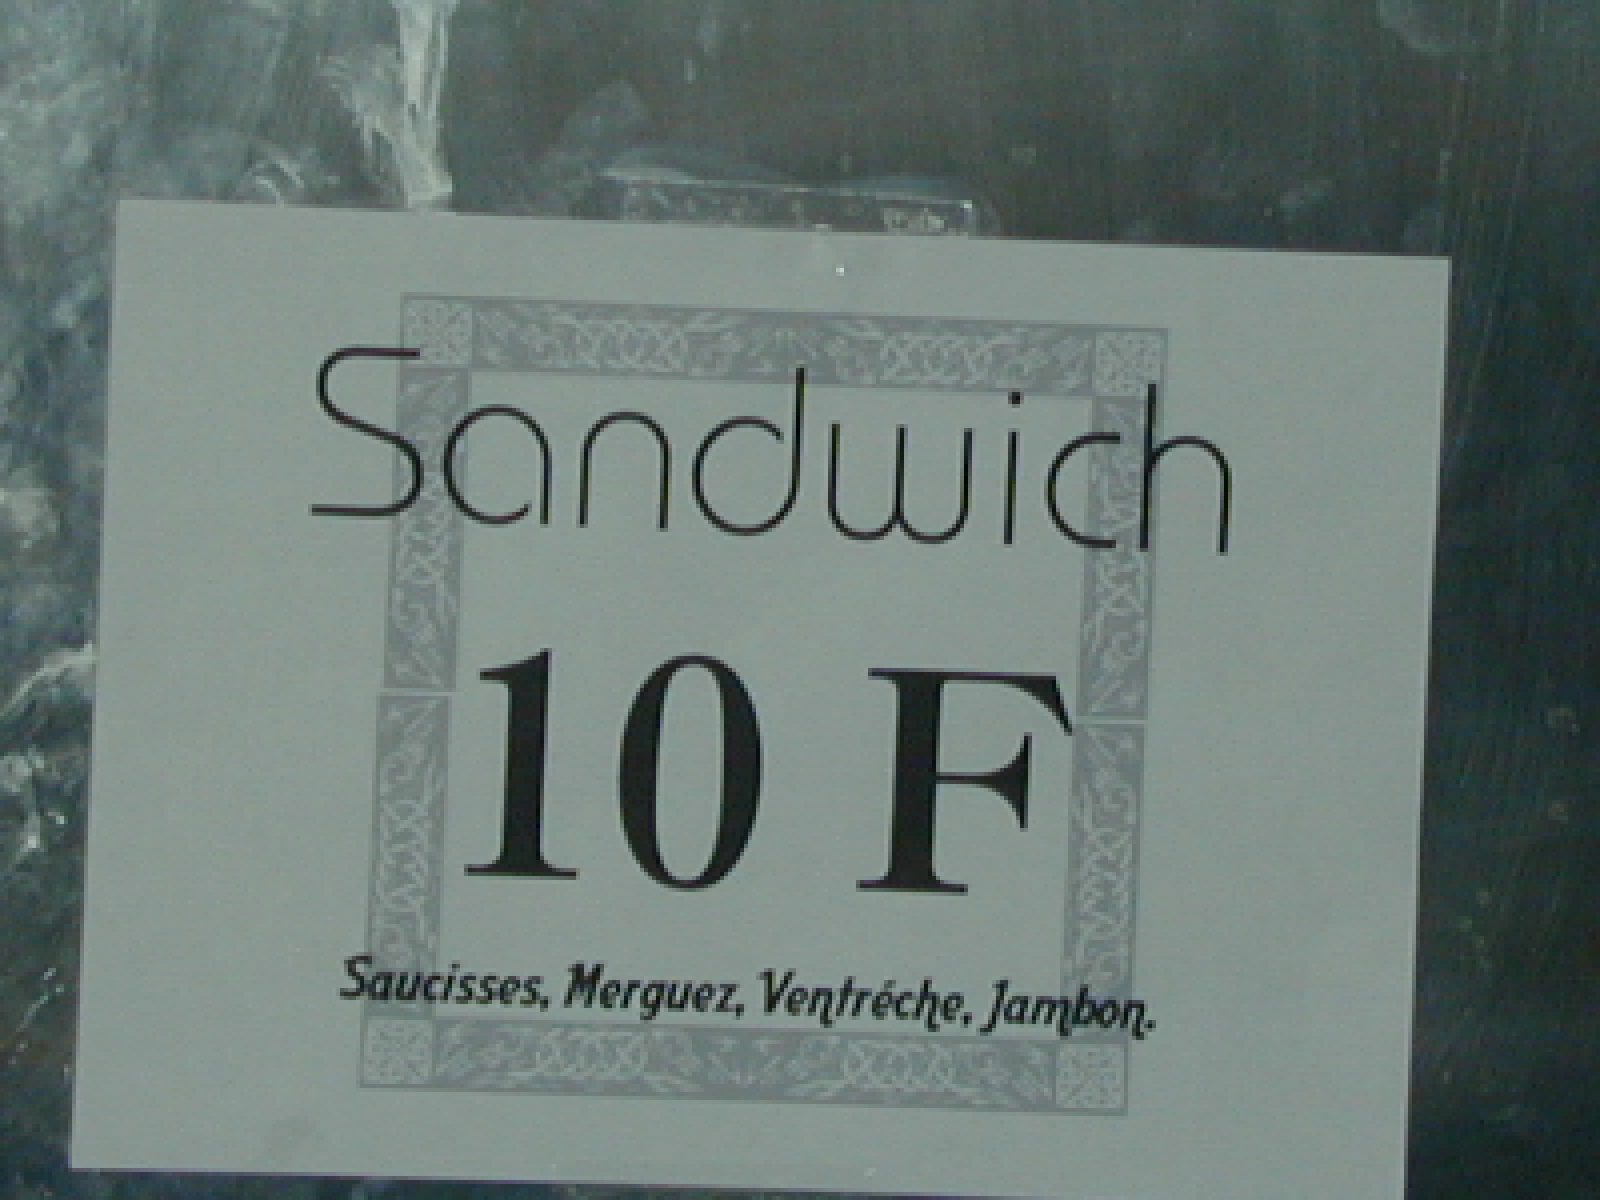 Sandwich
10 F
Saucisses, Merguez, Ventréche, Jambon.